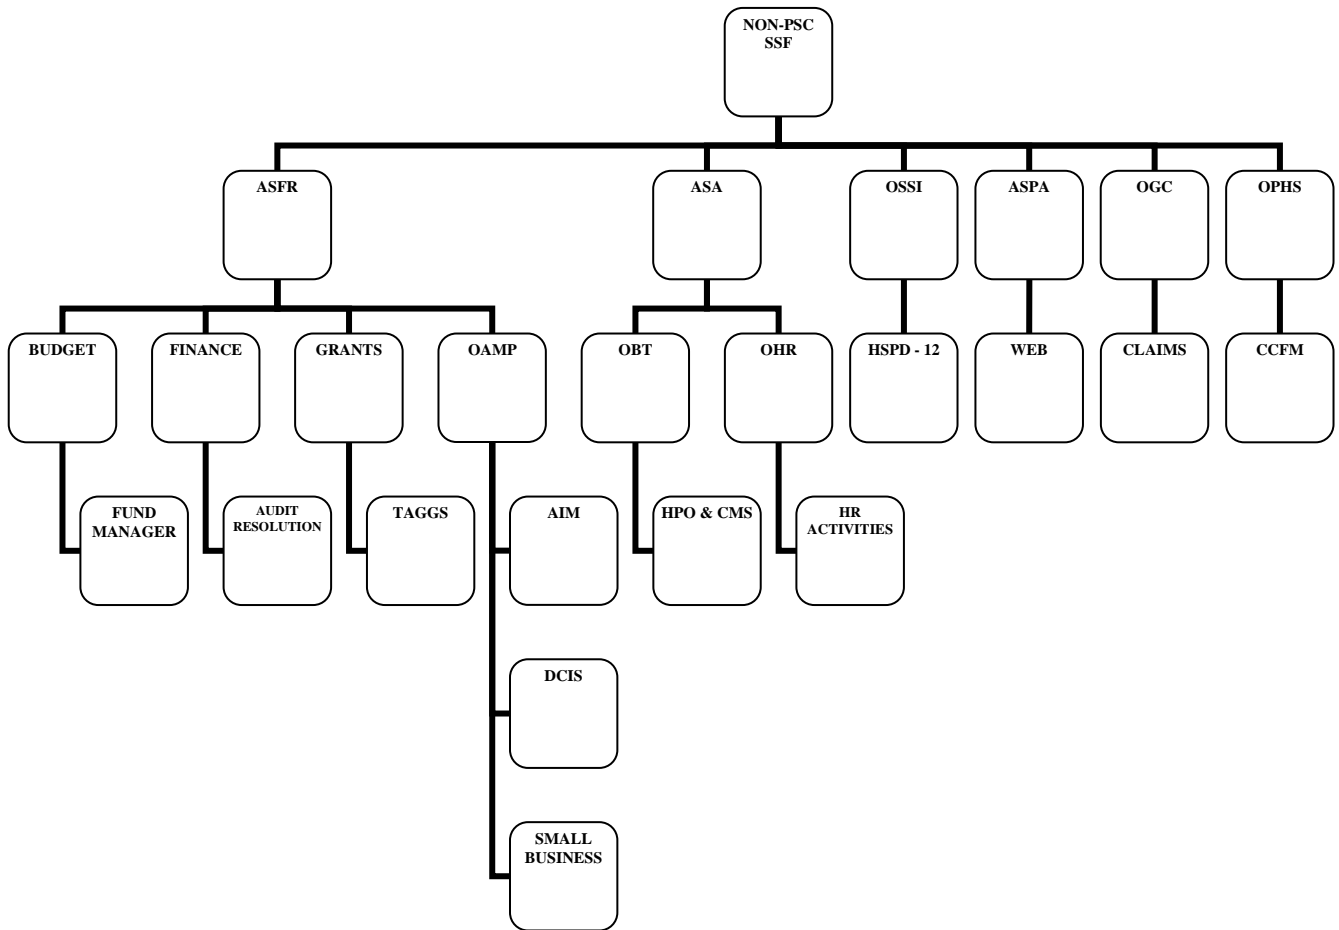 NON-PSC
SSF
ASFR
ASA
OSSI
ASPA
OGC
OPHS
BUDGET
FINANCE
GRANTS
OAMP
OBT
OHR
HSPD - 12
WEB
CLAIMS
CCFM
FUND
MANAGER
AUDIT
RESOLUTION
TAGGS
AIM
HPO & CMS
HR
ACTIVITIES
DCIS
SMALL
BUSINESS